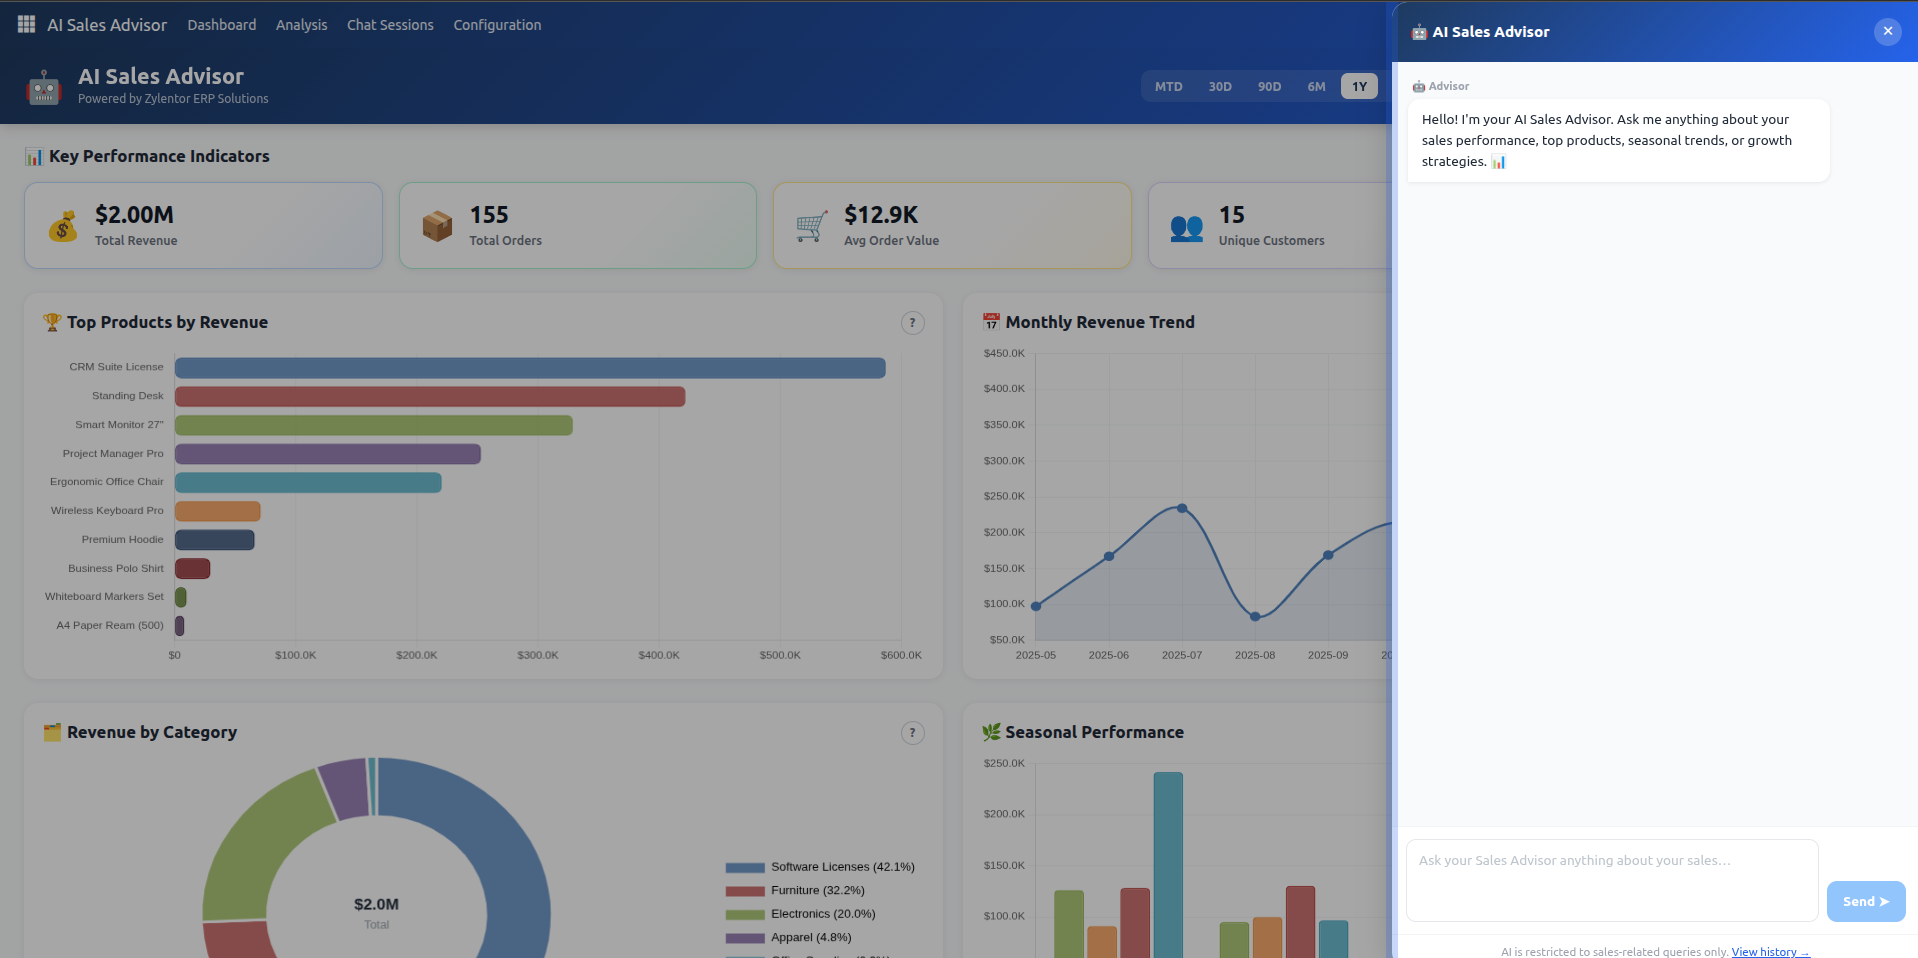 AI Sales Advisor Dashboard Analysis Chat Sessions Configuration
AI Sales Advisor
Powered by Zylentor ERP Solutions
MTD 30D 90D 6M 1Y
Key Performance Indicators
$2.00M
Total Revenue
155
Total Orders
$12.9K
Avg Order Value
15
Unique Customers
Top Products by Revenue
?
CRM Suite License
Standing Desk
Smart Monitor 27"
Project Manager Pro
Ergonomic Office Chair
Wireless Keyboard Pro
Premium Hoodie
Business Polo Shirt
Whiteboard Markers Set
A4 Paper Ream (500)
$0 $100.0K $200.0K $300.0K $400.0K $500.0K $600.0K
Monthly Revenue Trend
$450.0K
$400.0K
$350.0K
$300.0K
$250.0K
$200.0K
$150.0K
$100.0K
$50.0K
2025-05 2025-06 2025-07 2025-08 2025-09 20
Revenue by Category
?
$2.0M
Total
Software Licenses (42.1%)
Furniture (32.2%)
Electronics (20.0%)
Apparel (4.8%)
Seasonal Performance
$250.0K
$200.0K
$150.0K
$100.0K
AI Sales Advisor
Advisor
Hello! I'm your AI Sales Advisor. Ask me anything about your
sales performance, top products, seasonal trends, or growth
strategies.
Ask your Sales Advisor anything about your sales...
Send
AI is restricted to sales-related queries only. View history →